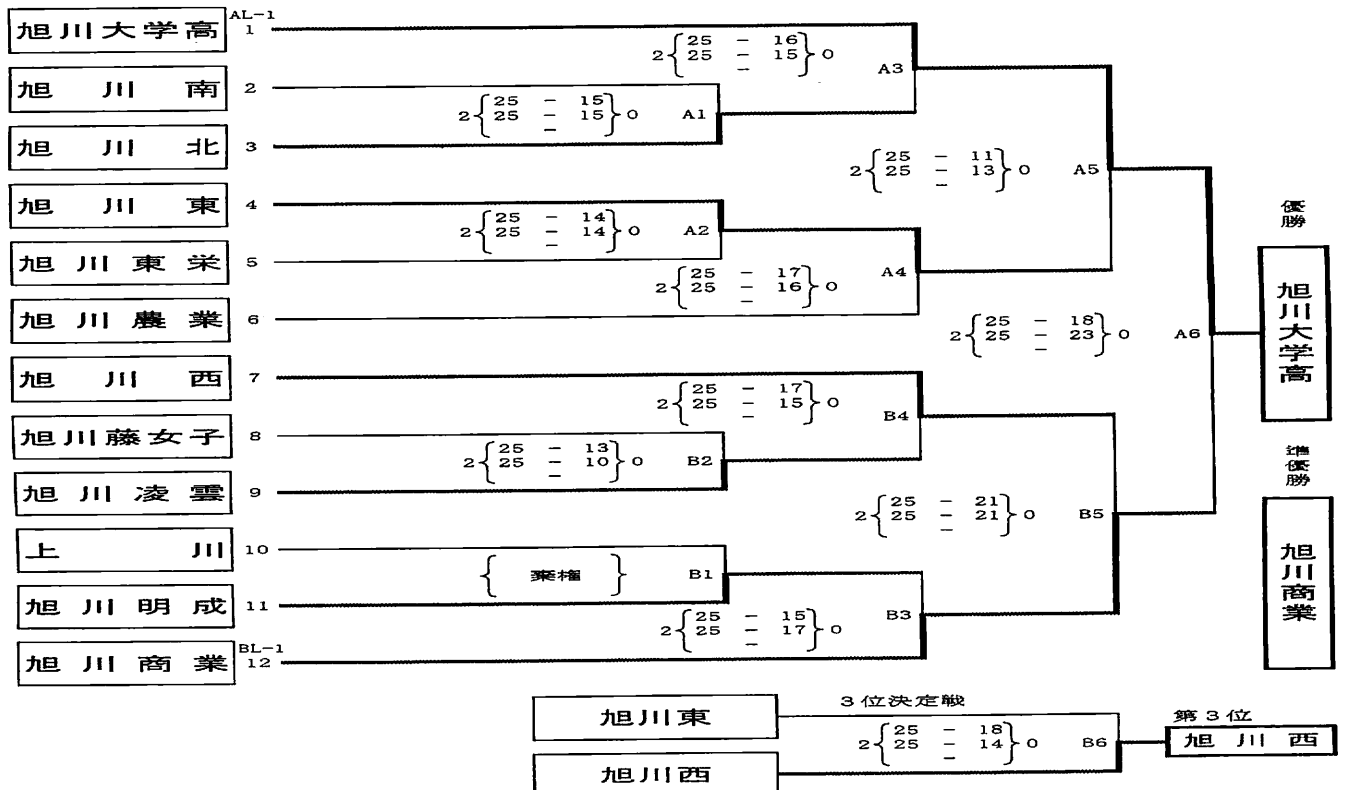 AL-1
旭川大学高 1
25 - 16
2{25 - 15}0 A3
-
旭川南 2
25 - 15
2{25 - 15}0 A1
-
旭川北 3
25 - 11
2{25 - 13}0 A5
-
旭川東 4
25 - 14
2{25 - 14}0 A2
-
旭川東栄 5
25 - 17
2{25 - 16}0 A4
-
旭川農業 6
25 - 18
2{25 - 23}0 A6
-
優勝
旭川大学高
旭川西 7
25 - 17
2{25 - 15}0 B4
-
旭川藤女子 8
25 - 13
2{25 - 10}0 B2
-
旭川凌雲 9
25 - 21
2{25 - 21}0 B5
-
準優勝
旭川商業
上川 10
{棄権} B1
旭川明成 11
25 - 15
2{25 - 17}0 B3
-
BL-1
旭川商業 12
3位決定戦
旭川東
25 - 18
2{25 - 14}0 B6
-
旭川西
第3位
旭川西